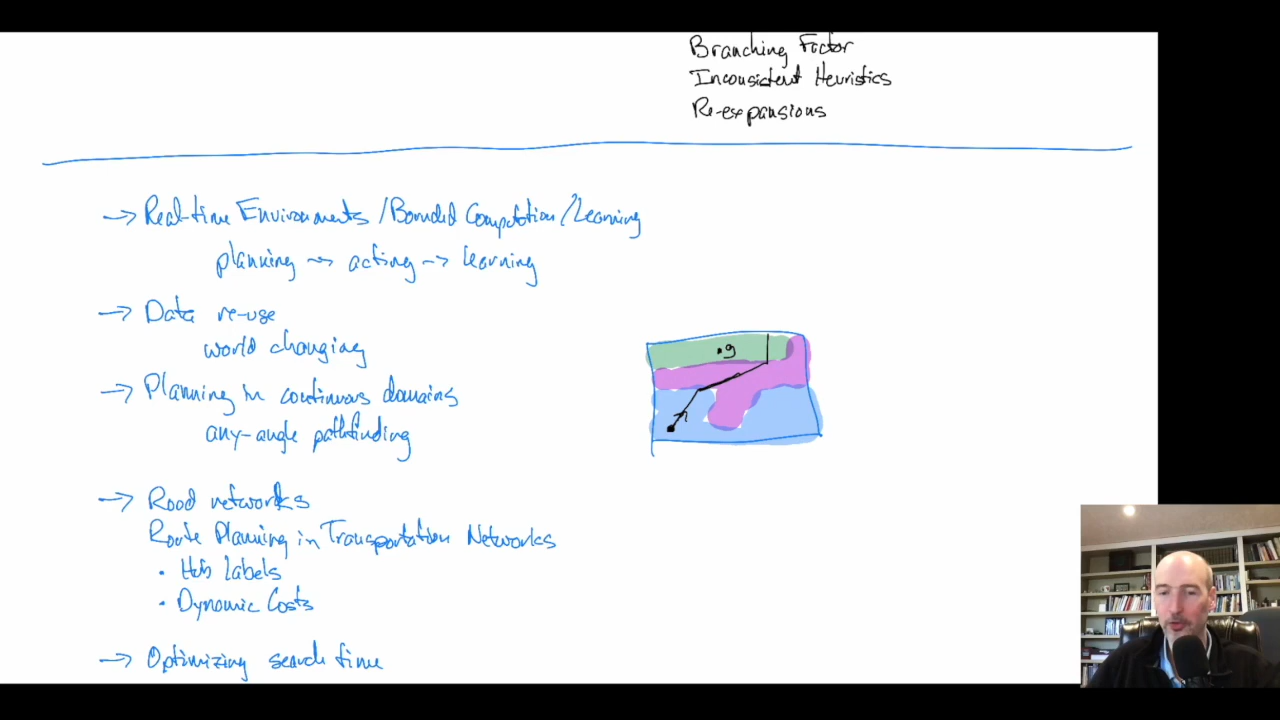 Branching Factor
Inconsistent Heuristics
Re-expansions
→ Real-time Environments / Bounded Computation / Learning
planning → acting → learning
→ Data re-use
world changing
g
→ Planning in continuous domains
any-angle pathfinding
→ Road networks
Route Planning in Transportation Networks
• Hub Labels
• Dynamic Costs
→ Optimizing search time